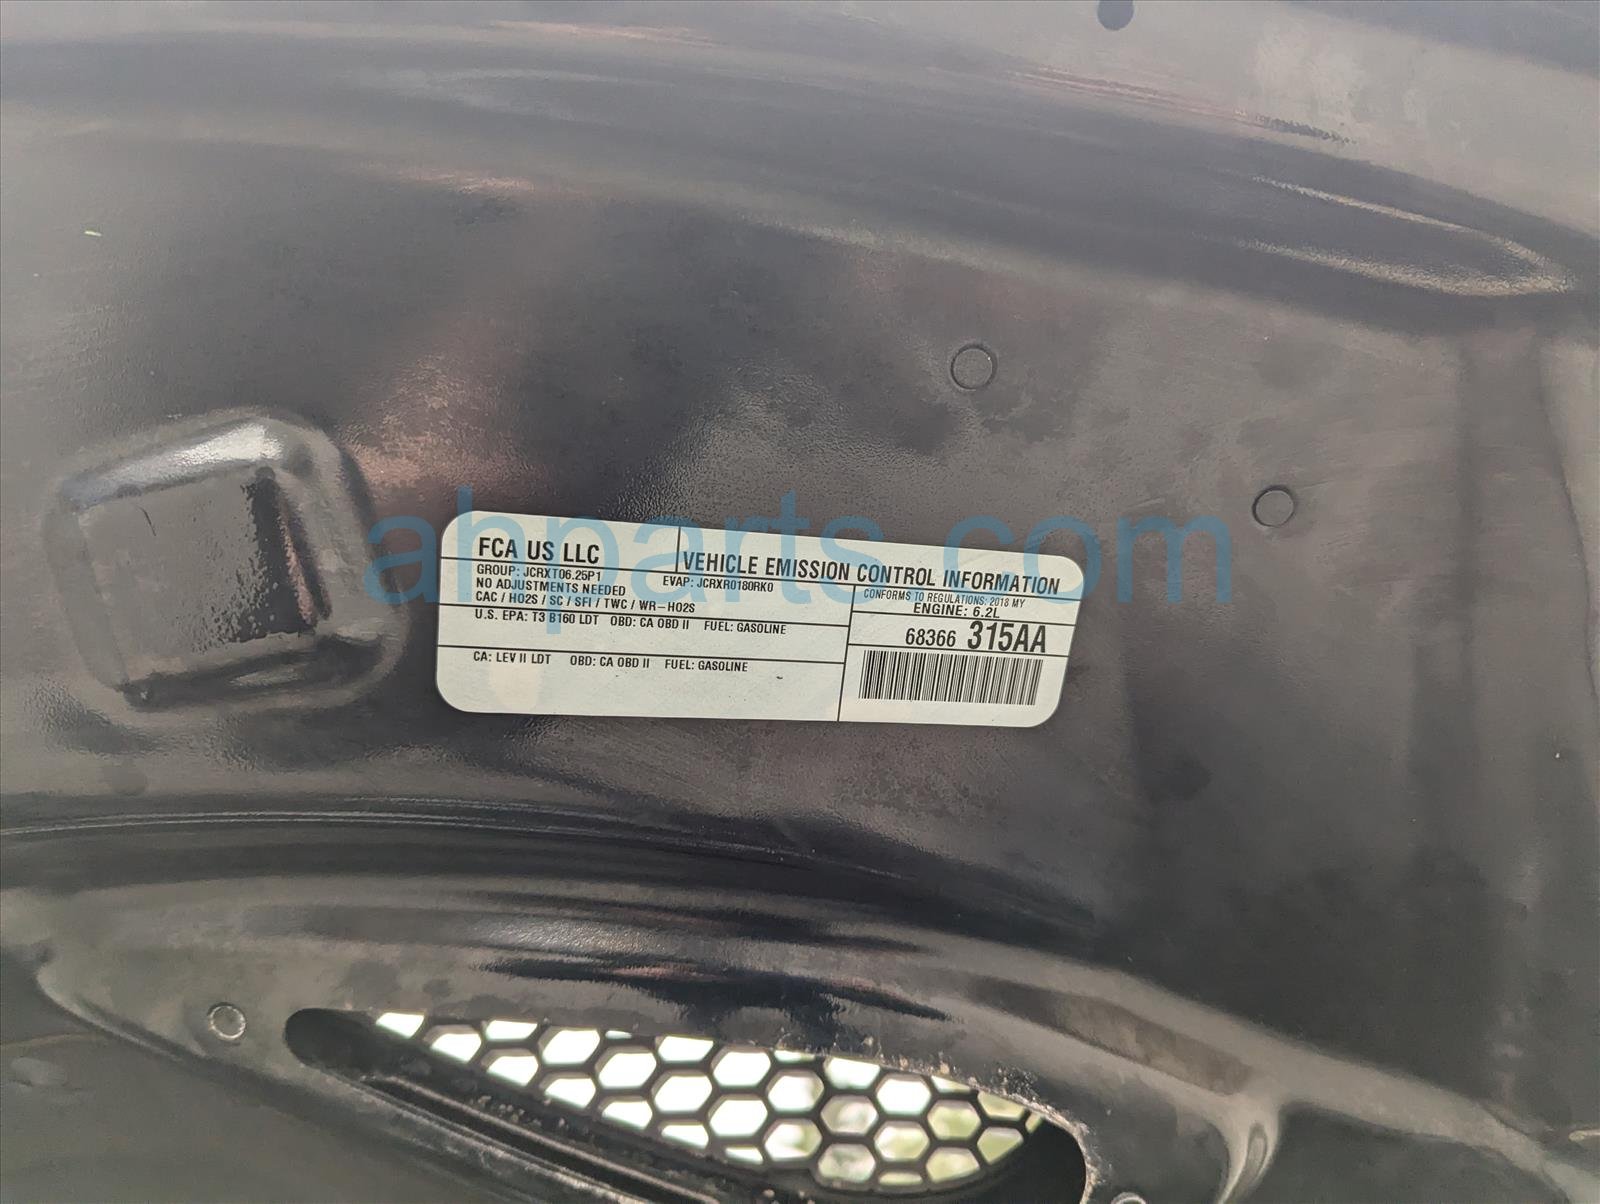 FCA US LLC
VEHICLE EMISSION CONTROL INFORMATION
GROUP: JCRXT06.25P1
EVAP: JCRXR0180RK0
NO ADJUSTMENTS NEEDED
CAC / HO2S / SC / SFI / TWC / WR-HO2S
CONFORMS TO REGULATIONS: 2018 MY
ENGINE: 6.2L
U.S. EPA: T3 B160 LDT OBD: CA OBD II FUEL: GASOLINE
68366 315AA
CA: LEV II LDT OBD: CA OBD II FUEL: GASOLINE
ahparts.com